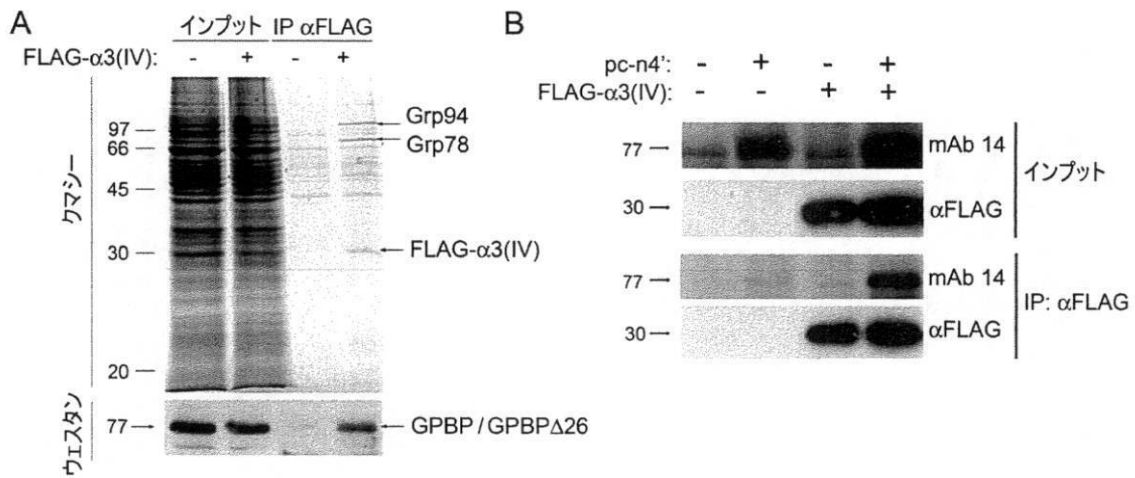 A
インプット IP αFLAG
FLAG-α3(IV): - + - +
クマシー
97
66
45
30
20
Grp94
Grp78
FLAG-α3(IV)
ウェスタン
77
GPBP/GPBPΔ26
B
pc-n4': - + - +
FLAG-α3(IV): - - + +
77 mAb 14
30 αFLAG
インプット
77 mAb 14
30 αFLAG
IP: αFLAG